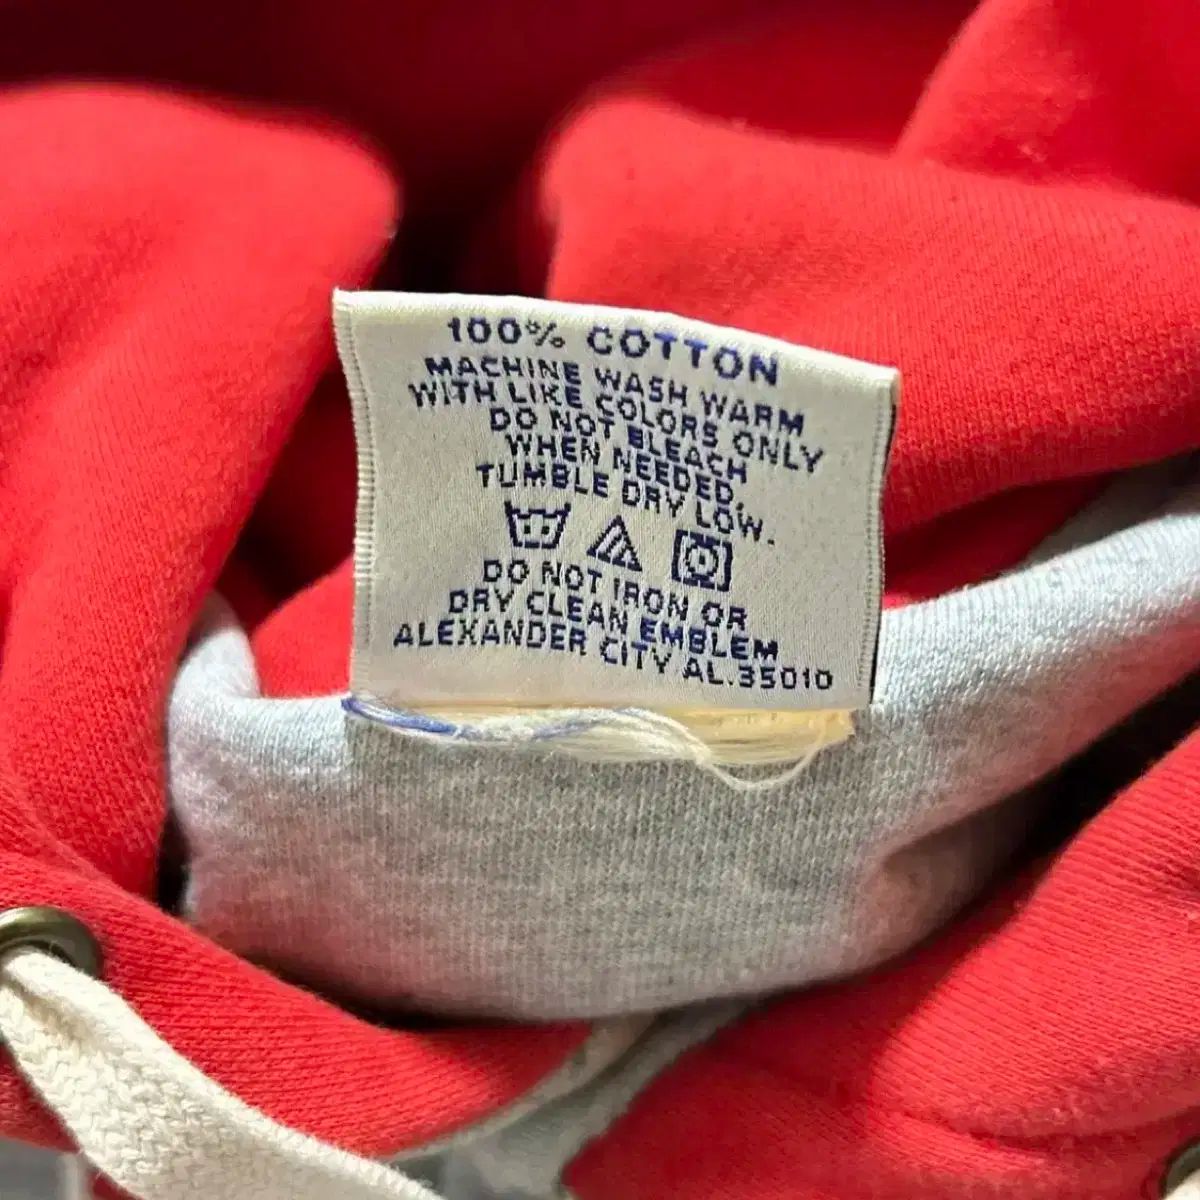 100% COTTON
MACHINE WASH WARM
WITH LIKE COLORS ONLY
DO NOT BLEACH
WHEN NEEDED,
TUMBLE DRY LOW.
DO NOT IRON OR
DRY CLEAN EMBLEM
ALEXANDER CITY AL.35010